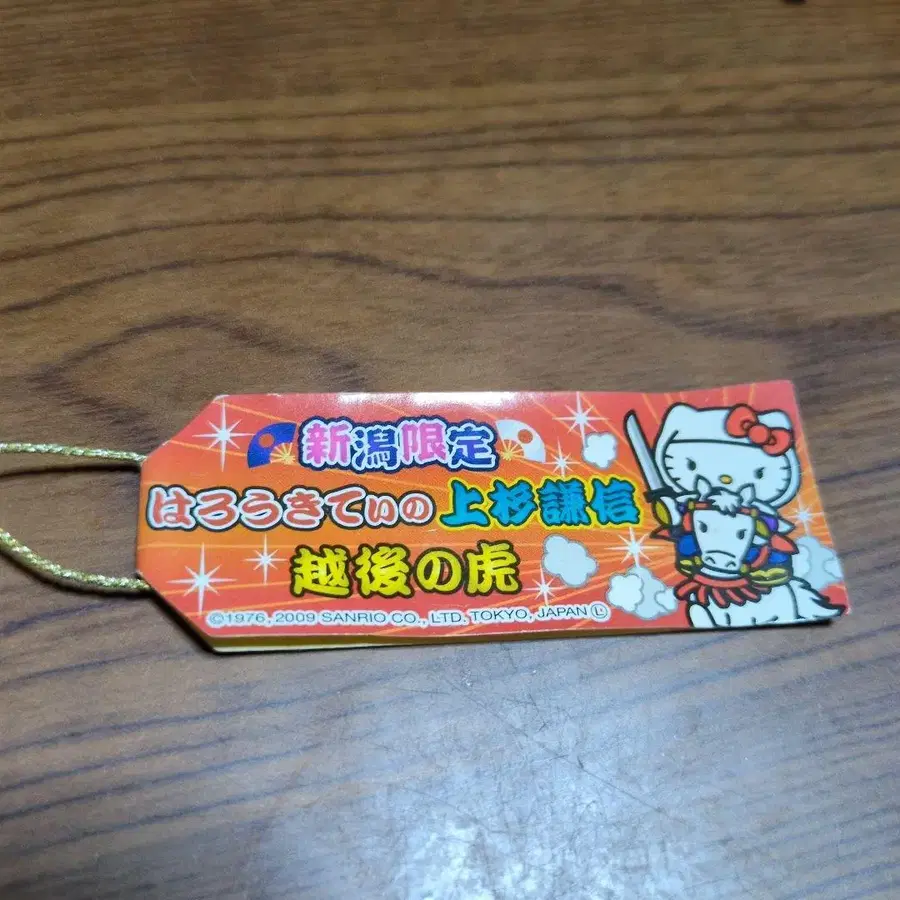 新潟限定
はろうきてぃの上杉謙信
越後の虎
©1976, 2009 SANRIO CO., LTD. TOKYO, JAPAN Ⓛ